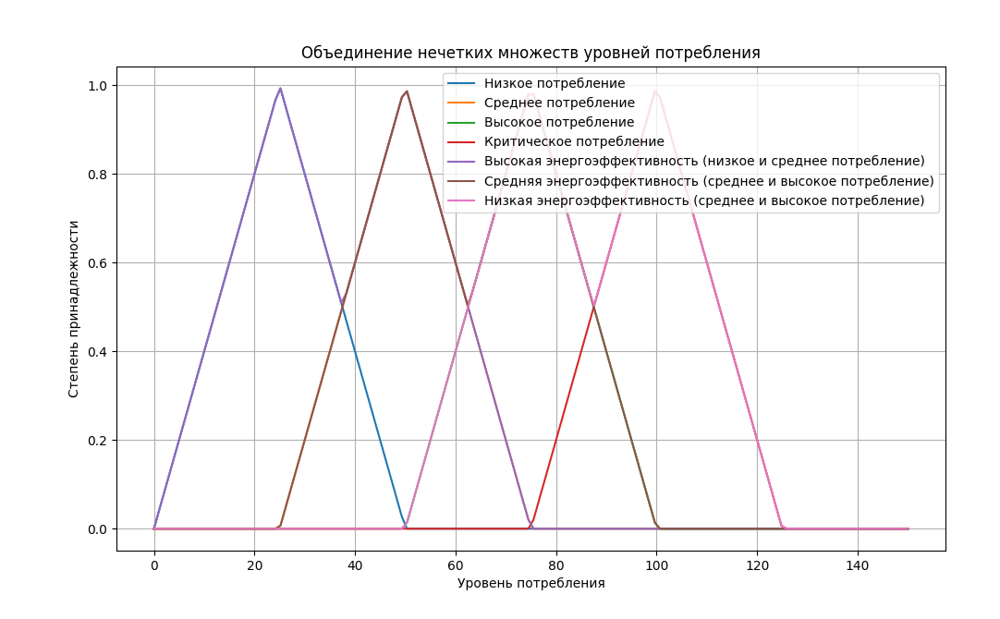 Объединение нечетких множеств уровней потребления
Низкое потребление
Среднее потребление
Высокое потребление
Критическое потребление
Высокая энергоэффективность (низкое и среднее потребление)
Средняя энергоэффективность (среднее и высокое потребление)
Низкая энергоэффективность (среднее и высокое потребление)
Степень принадлежности
1.0
0.8
0.6
0.4
0.2
0.0
0 20 40 60 80 100 120 140
Уровень потребления